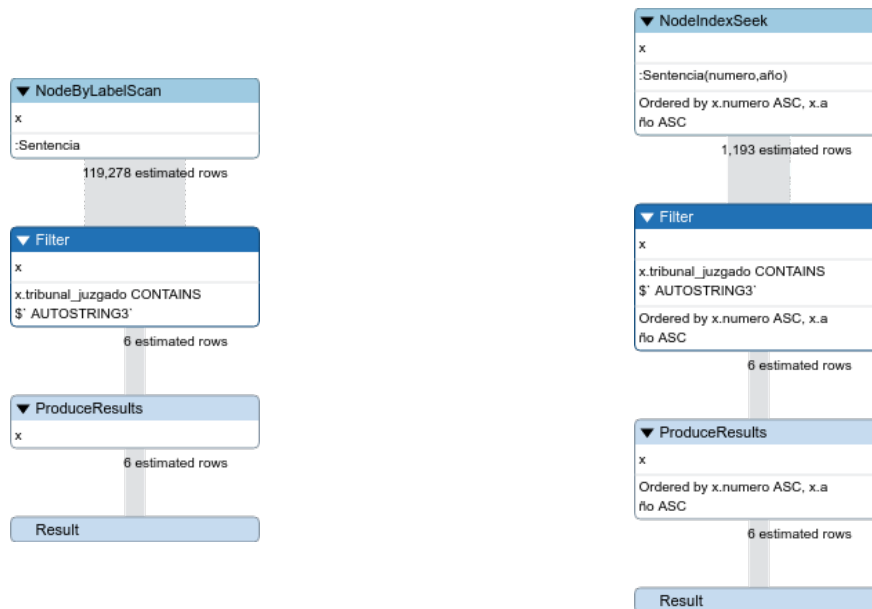 NodeByLabelScan
x
:Sentencia
119,278 estimated rows
Filter
x
x.tribunal_juzgado CONTAINS
$` AUTOSTRING3`
6 estimated rows
ProduceResults
x
6 estimated rows
Result
NodeIndexSeek
x
:Sentencia(numero,año)
Ordered by x.numero ASC, x.a
ño ASC
1,193 estimated rows
Filter
x
x.tribunal_juzgado CONTAINS
$` AUTOSTRING3`
Ordered by x.numero ASC, x.a
ño ASC
6 estimated rows
ProduceResults
x
Ordered by x.numero ASC, x.a
ño ASC
6 estimated rows
Result